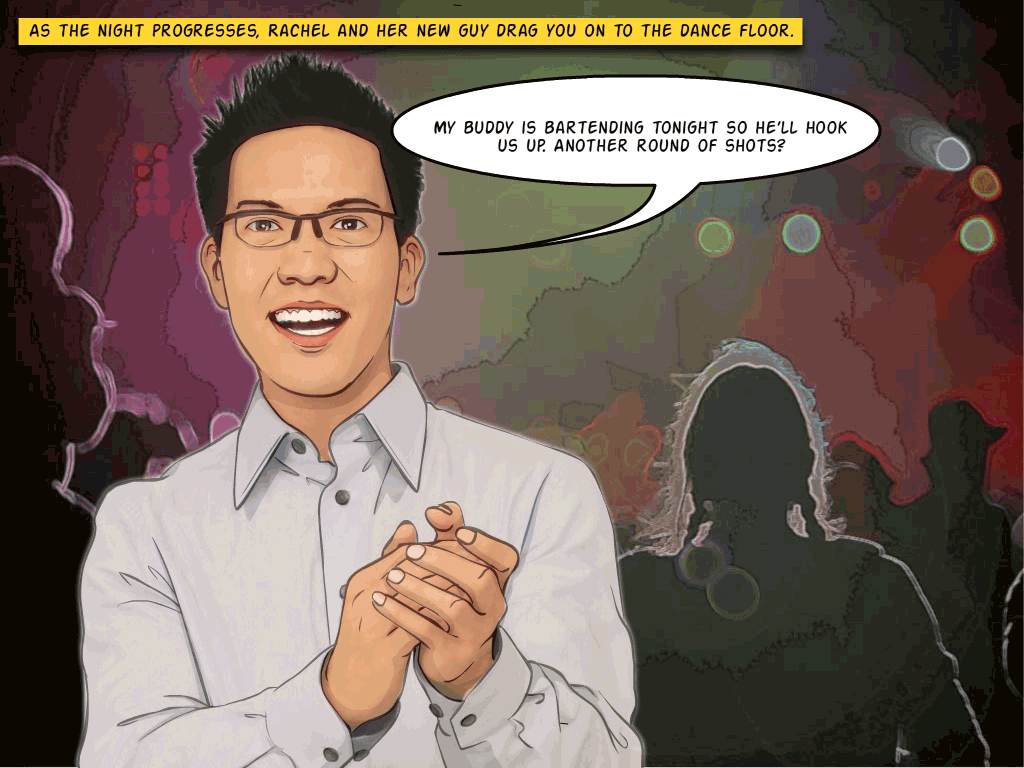 AS THE NIGHT PROGRESSES, RACHEL AND HER NEW GUY DRAG YOU ON TO THE DANCE FLOOR.
MY BUDDY IS BARTENDING TONIGHT SO HE'LL HOOK
US UP. ANOTHER ROUND OF SHOTS?